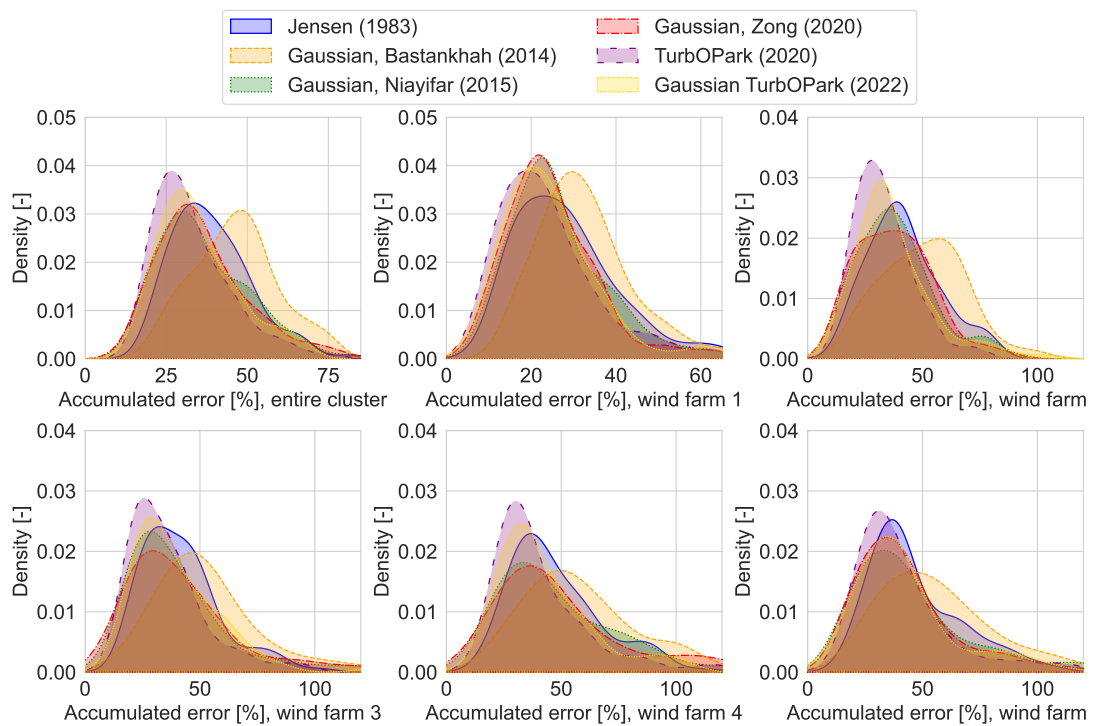 Jensen (1983)
Gaussian, Bastankhah (2014)
Gaussian, Niayifar (2015)
Gaussian, Zong (2020)
TurbOPark (2020)
Gaussian TurbOPark (2022)
0.05
0.04
0.03
0.02
0.01
0.00
Density [-]
0 25 50 75
Accumulated error [%], entire cluster
0.05
0.04
0.03
0.02
0.01
0.00
Density [-]
0 20 40 60
Accumulated error [%], wind farm 1
0.04
0.03
0.02
0.01
0.00
Density [-]
0 50 100
Accumulated error [%], wind farm
0.04
0.03
0.02
0.01
0.00
Density [-]
0 50 100
Accumulated error [%], wind farm 3
0.04
0.03
0.02
0.01
0.00
Density [-]
0 50 100
Accumulated error [%], wind farm 4
0.04
0.03
0.02
0.01
0.00
Density [-]
0 50 100
Accumulated error [%], wind farm